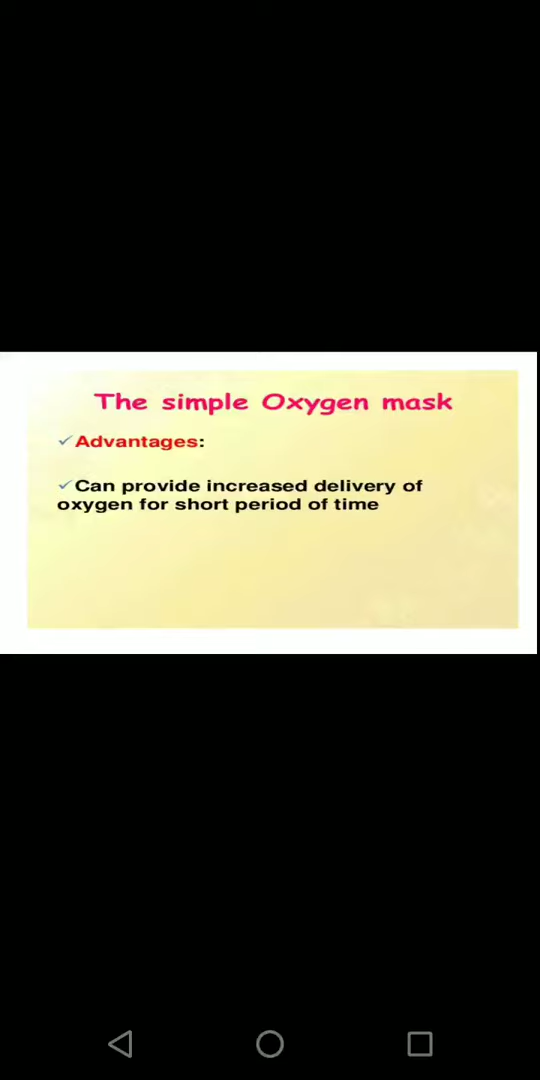 The simple Oxygen mask
✓Advantages:
✓Can provide increased delivery of
oxygen for short period of time